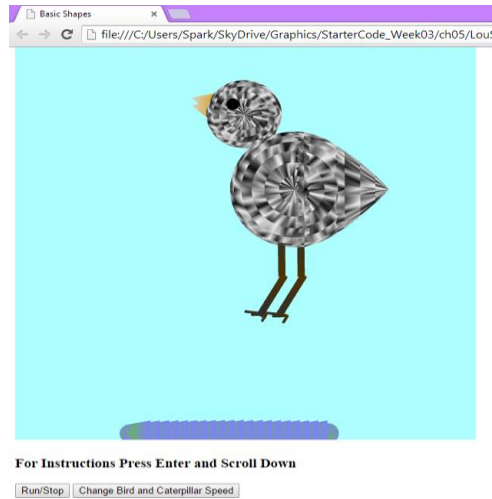 Basic Shapes
file:///C:/Users/Spark/SkyDrive/Graphics/StarterCode_Week03/ch05/LouS
For Instructions Press Enter and Scroll Down
Run/Stop Change Bird and Caterpillar Speed